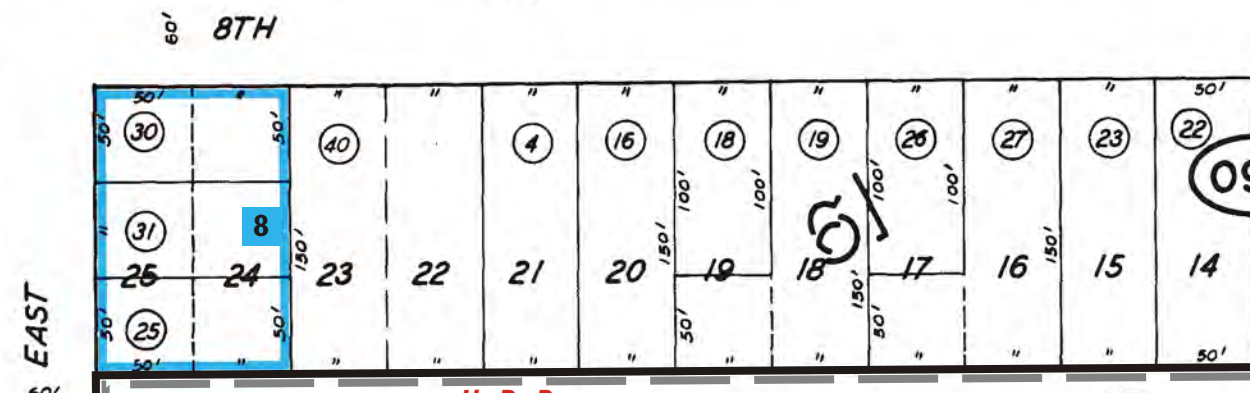 60' 8TH
50' " " " " " " " " " " 50'
50' 30 50' 40 4 16 18 19 26 27 23 22
09
100' 100' 100' 100'
" 31 8
150' 150' 150' 150'
25 24 23 22 21 20 19 18 17 16 15 14
50' 25 50' 50' 50'
50' " " " " " " " " " " 50'
EAST
60'